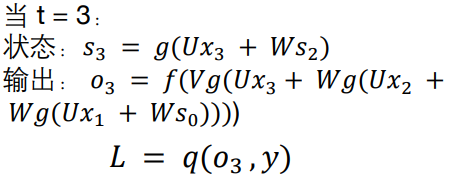 当 t = 3：
状态：s₃ = g(Ux₃ + Ws₂)
输出： o₃ = f(Vg(Ux₃ + Wg(Ux₂ +
Wg(Ux₁ + Ws₀))))
L = q(o₃, y)